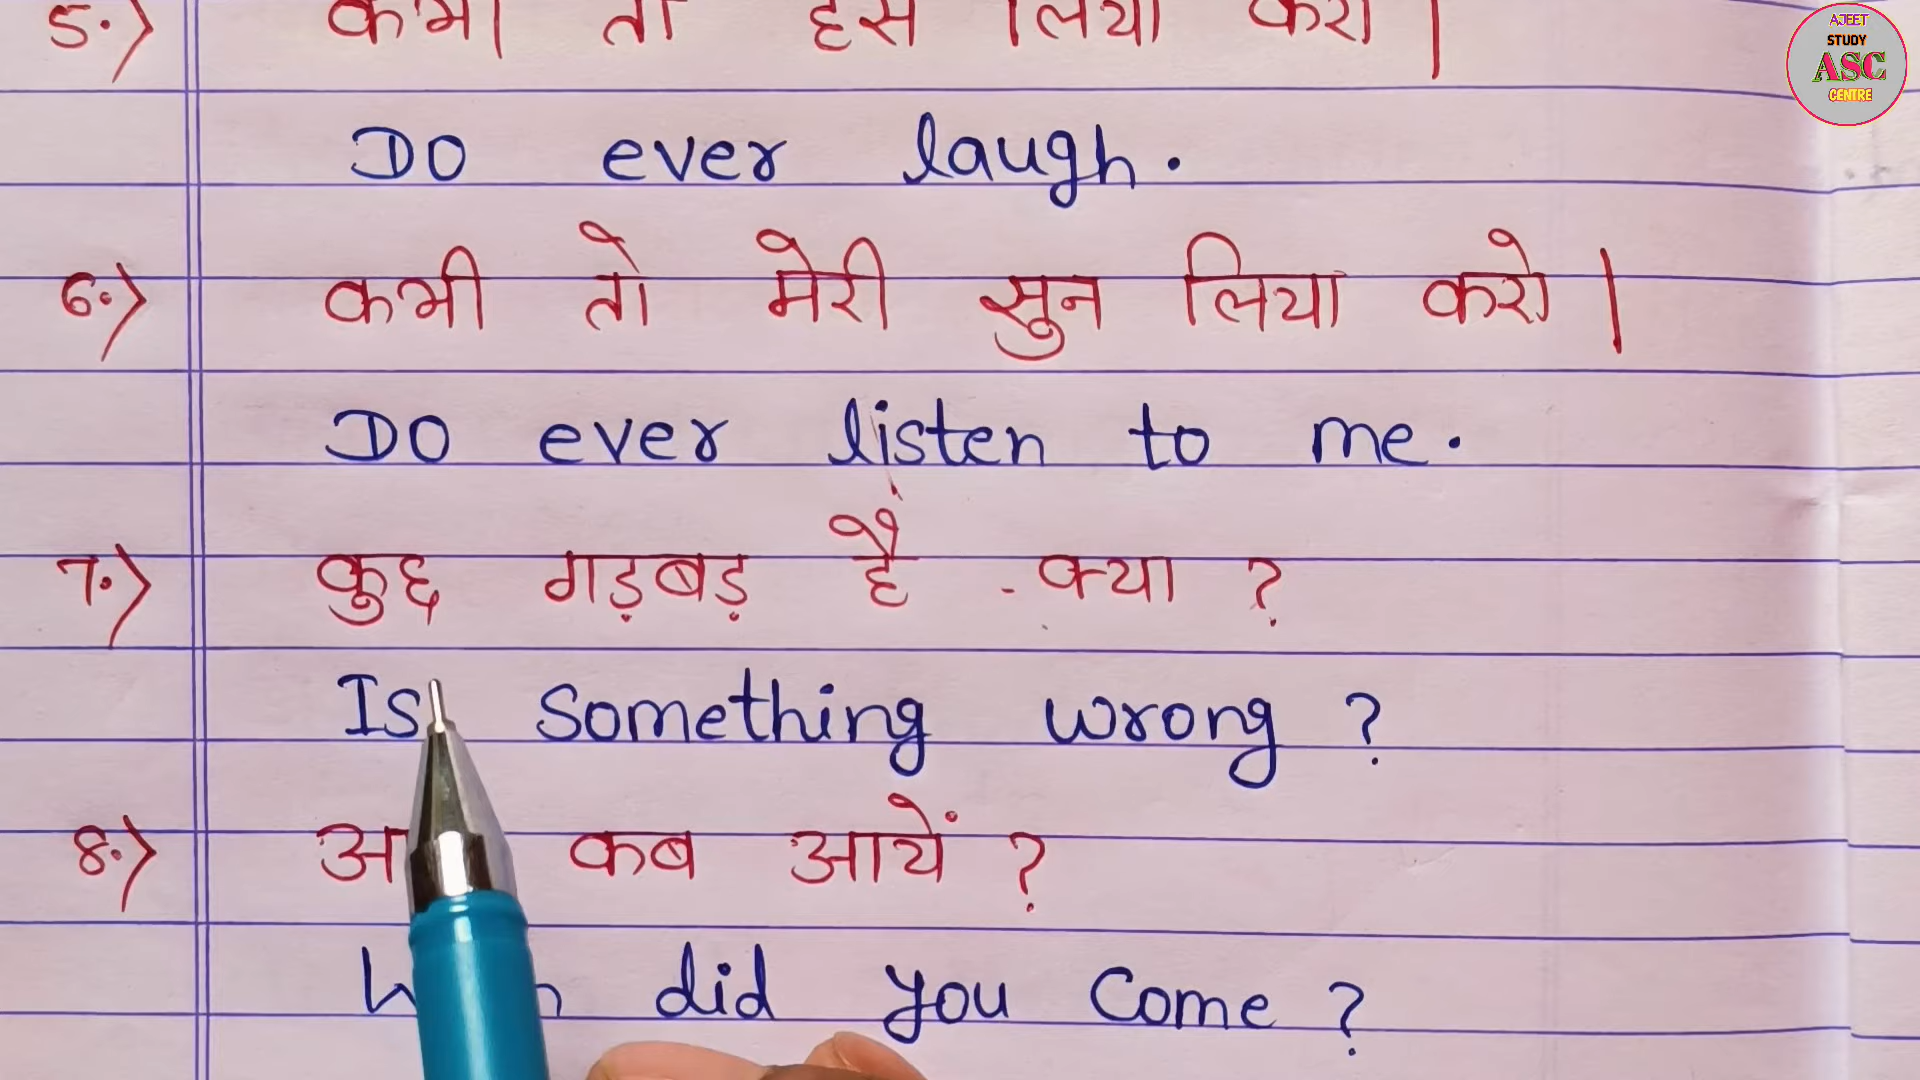 5.) कभी तो हँस लिया करो |
Do ever laugh.
6.) कभी तो मेरी सुन लिया करो |
Do ever listen to me.
7.) कुछ गड़बड़ है क्या ?
Is something wrong ?
8.) कब आयें ?
did you come ?
AJEET
STUDY
ASC
CENTRE